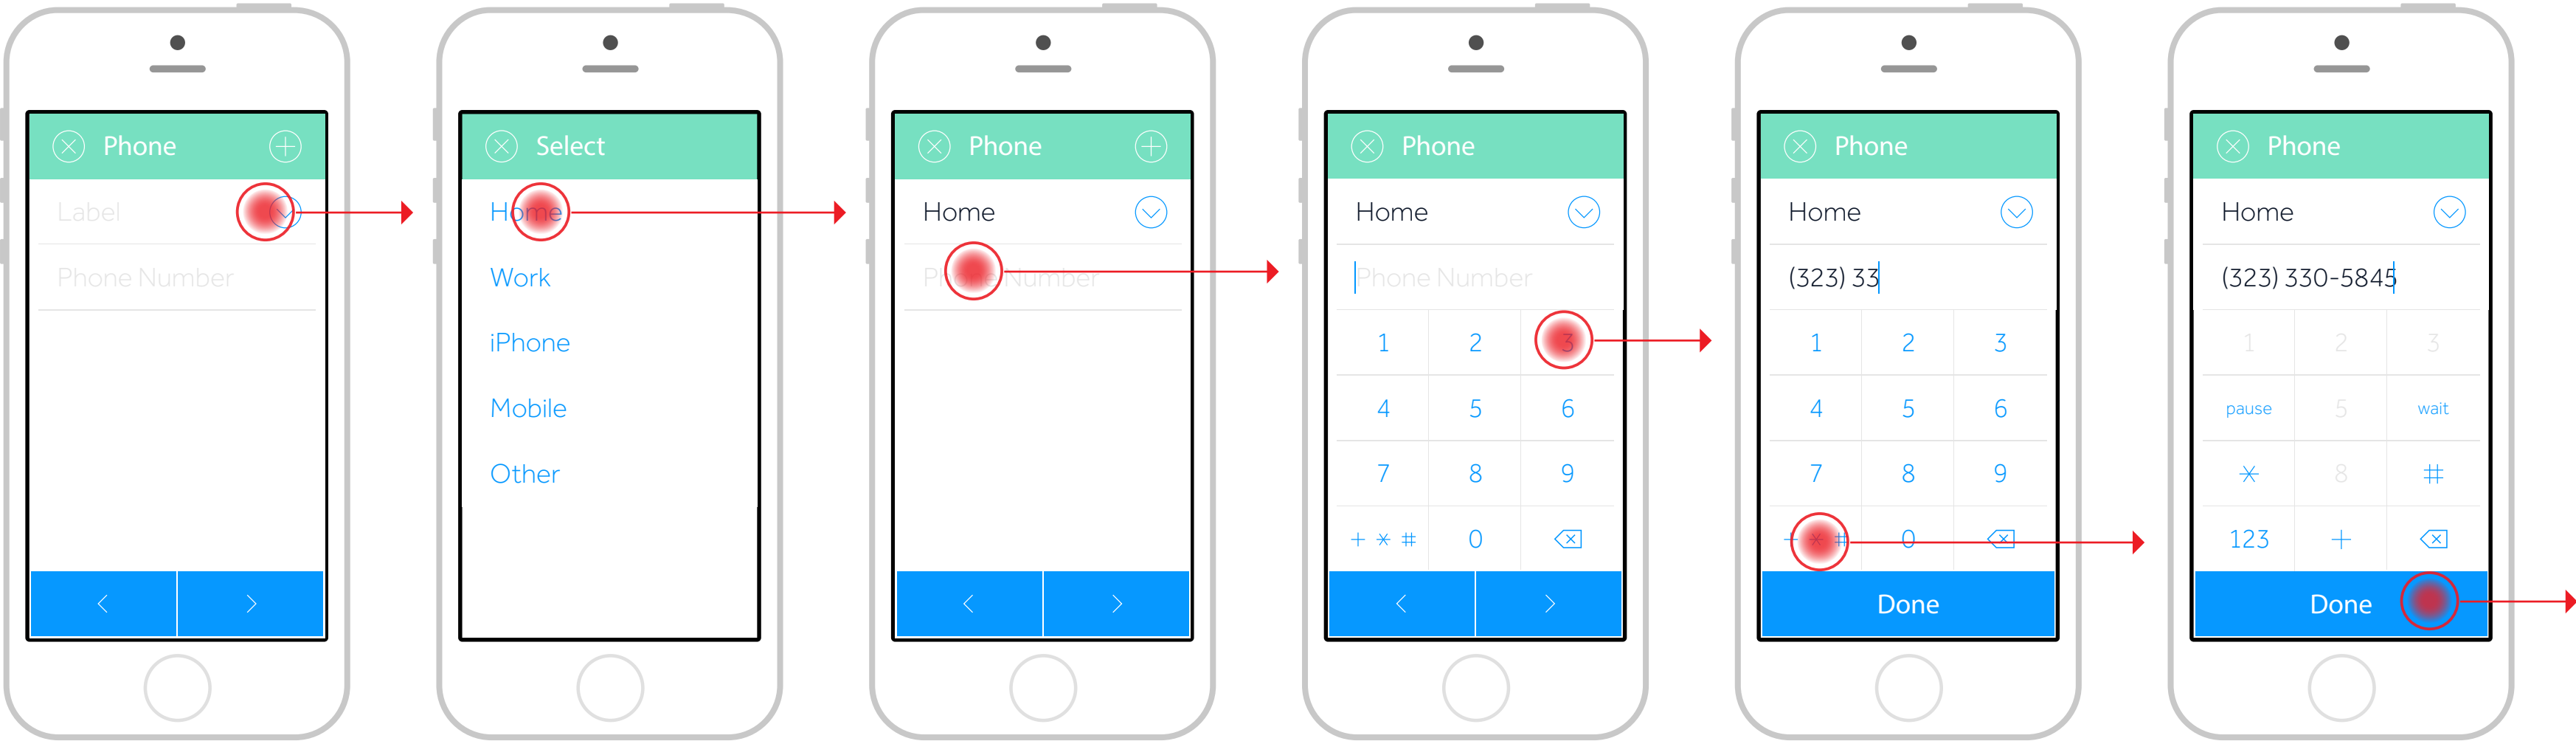 Phone
Label
Phone Number
Select
Home
Work
iPhone
Mobile
Other
Phone
Home
Phone Number
Phone
Home
Phone Number
1 2 3
4 5 6
7 8 9
+ * # 0
Phone
Home
(323) 33
1 2 3
4 5 6
7 8 9
+ * # 0
Done
Phone
Home
(323) 330-5845
1 2 3
pause 5 wait
* 8 #
123 +
Done